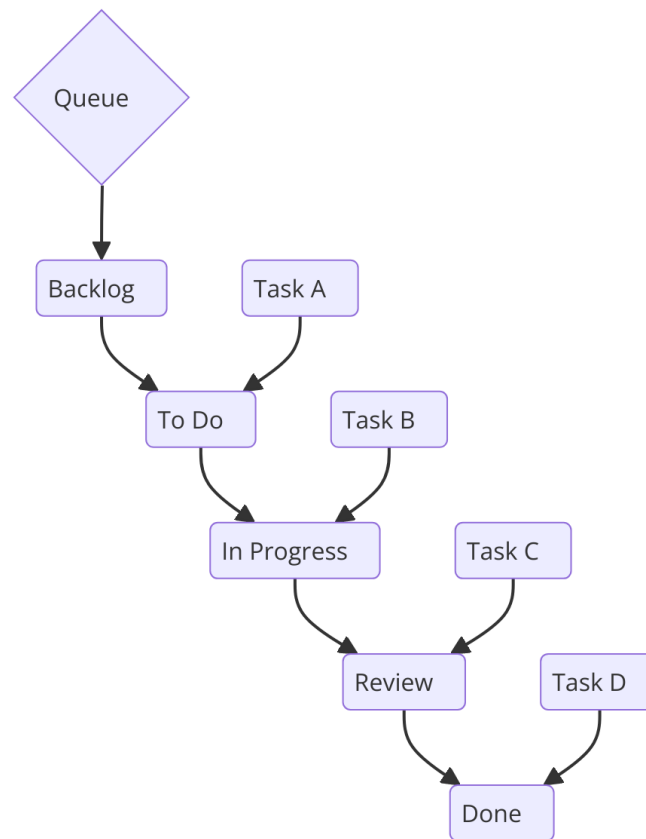 Queue
Backlog
Task A
To Do
Task B
In Progress
Task C
Review
Task D
Done